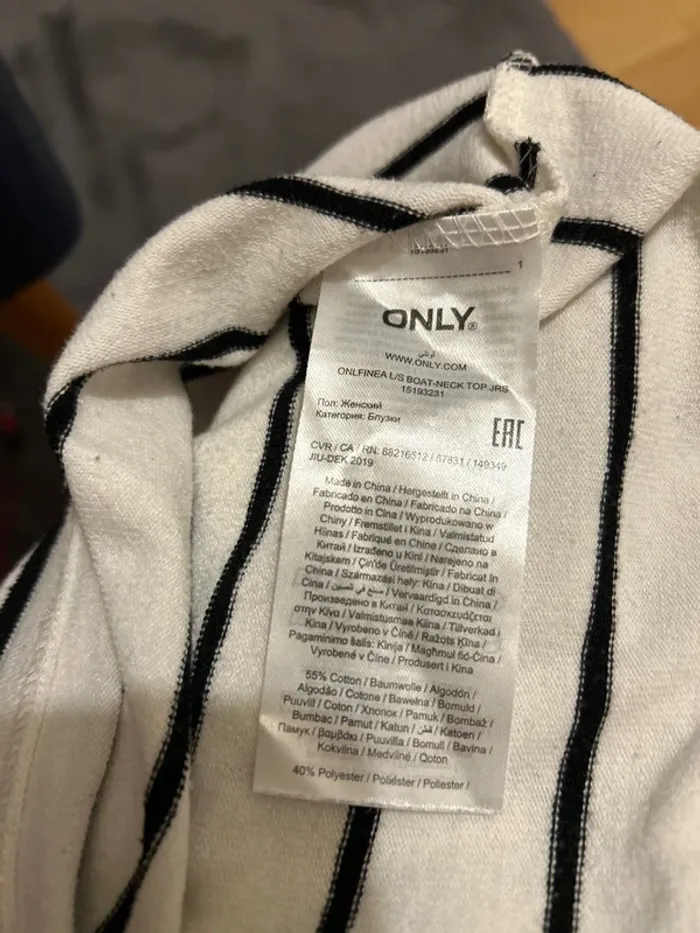 15193231
1
ONLY®
اونلي
WWW.ONLY.COM
ONLFINEA L/S BOAT-NECK TOP JRS
15193231
Пол: Женский
Категория: Блузки
EAC
CVR / CA / RN: 88216512 / 57831 / 149349
JIU-DEK 2019
Made in China / Hergestellt in China /
Fabricado en China / Fabricado na China /
Prodotto in Cina / Wyprodukowano w
Chiny / Fremstillet i Kina / Valmistatud
Hiinas / Fabriqué en Chine / Сделано в
Китай / Izrađeno u Kini / Narejeno na
Kitajskem / Çin'de Üretilmiştir / Fabricat în
China / Származási hely: Kína / Dibuat di
Cina / صنع في الصين / Vervaardigd in China /
Произведено в Китай / Κατασκευάζεται
στην Κίνα / Valmistusmaa Kiina / Tillverkad i
Kina / Vyrobeno v Číně / Ražots Ķīna /
Pagaminimo šalis: Kinija / Maghmul fiċ-Ċina /
Vyrobené v Číne / Produsert i Kina
55% Cotton / Baumwolle / Algodón /
Algodão / Cotone / Bawełna / Bomuld /
Puuvill / Coton / Хлопок / Pamuk / Bombaž /
Bumbac / Pamut / Katun / قطن / Katoen /
Памук / βαμβάκι / Puuvilla / Bomull / Bavlna /
Kokvilna / Medvilnė / Qoton
40% Polyester / Poliéster / Poliester /